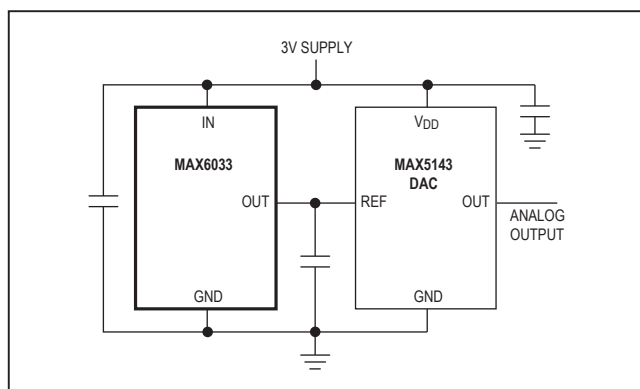 3V SUPPLY
IN
MAX6033
OUT
GND
VDD
MAX5143
DAC
REF
OUT
GND
ANALOG
OUTPUT